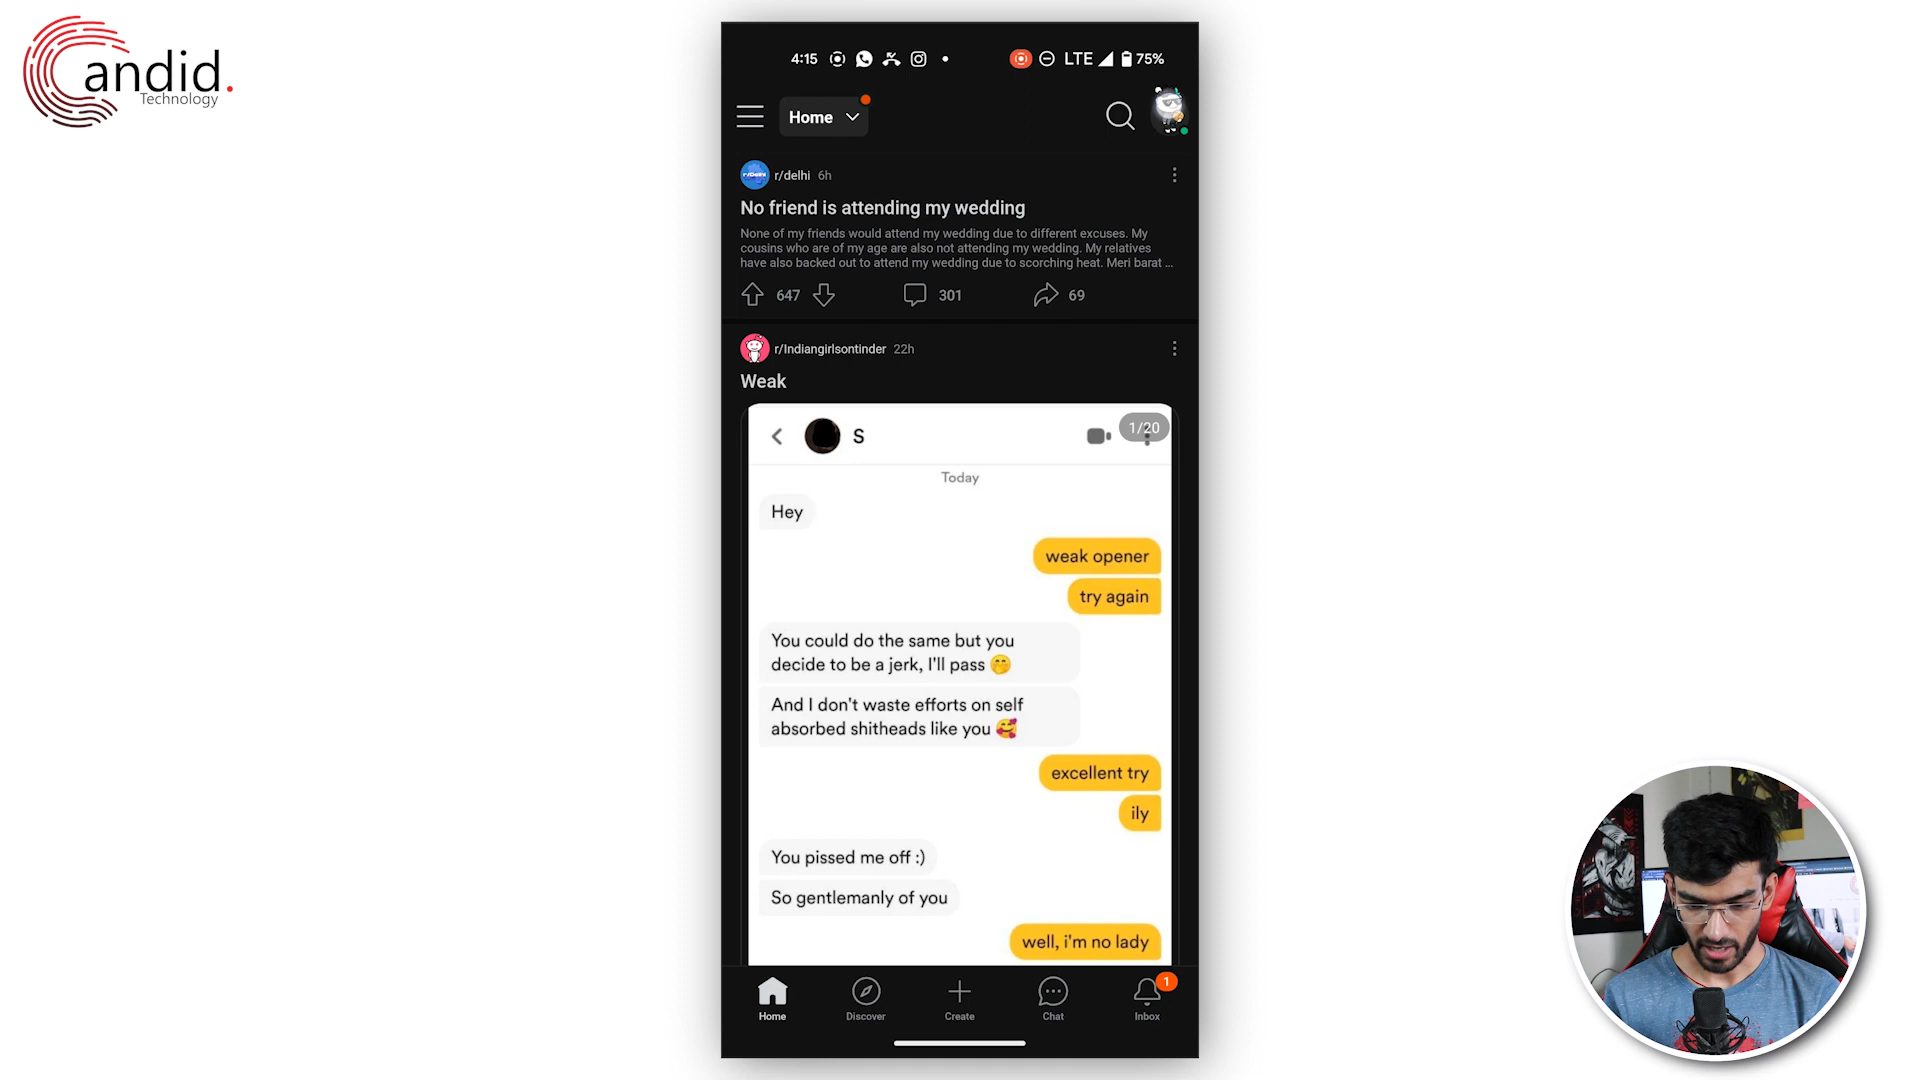 Candid.
Technology
4:15
LTE
75%
Home
r/delhi 6h
No friend is attending my wedding
None of my friends would attend my wedding due to different excuses. My
cousins who are of my age are also not attending my wedding. My relatives
have also backed out to attend my wedding due to scorching heat. Meri barat ...
647
301
69
r/Indiangirlsontinder 22h
Weak
S
1/20
Today
Hey
weak opener
try again
You could do the same but you
decide to be a jerk, I'll pass 🤭
And I don't waste efforts on self
absorbed shitheads like you 🥰
excellent try
ily
You pissed me off :)
So gentlemanly of you
well, i'm no lady
1
Home
Discover
Create
Chat
Inbox